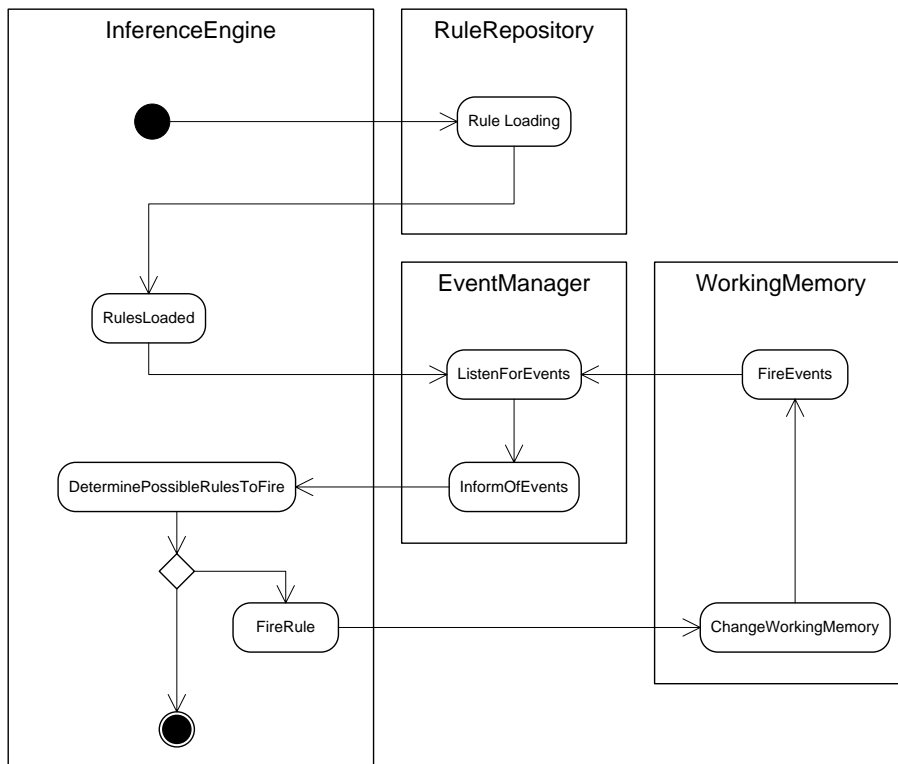 InferenceEngine
RuleRepository
Rule Loading
EventManager
WorkingMemory
RulesLoaded
ListenForEvents
FireEvents
DeterminePossibleRulesToFire
InformOfEvents
FireRule
ChangeWorkingMemory